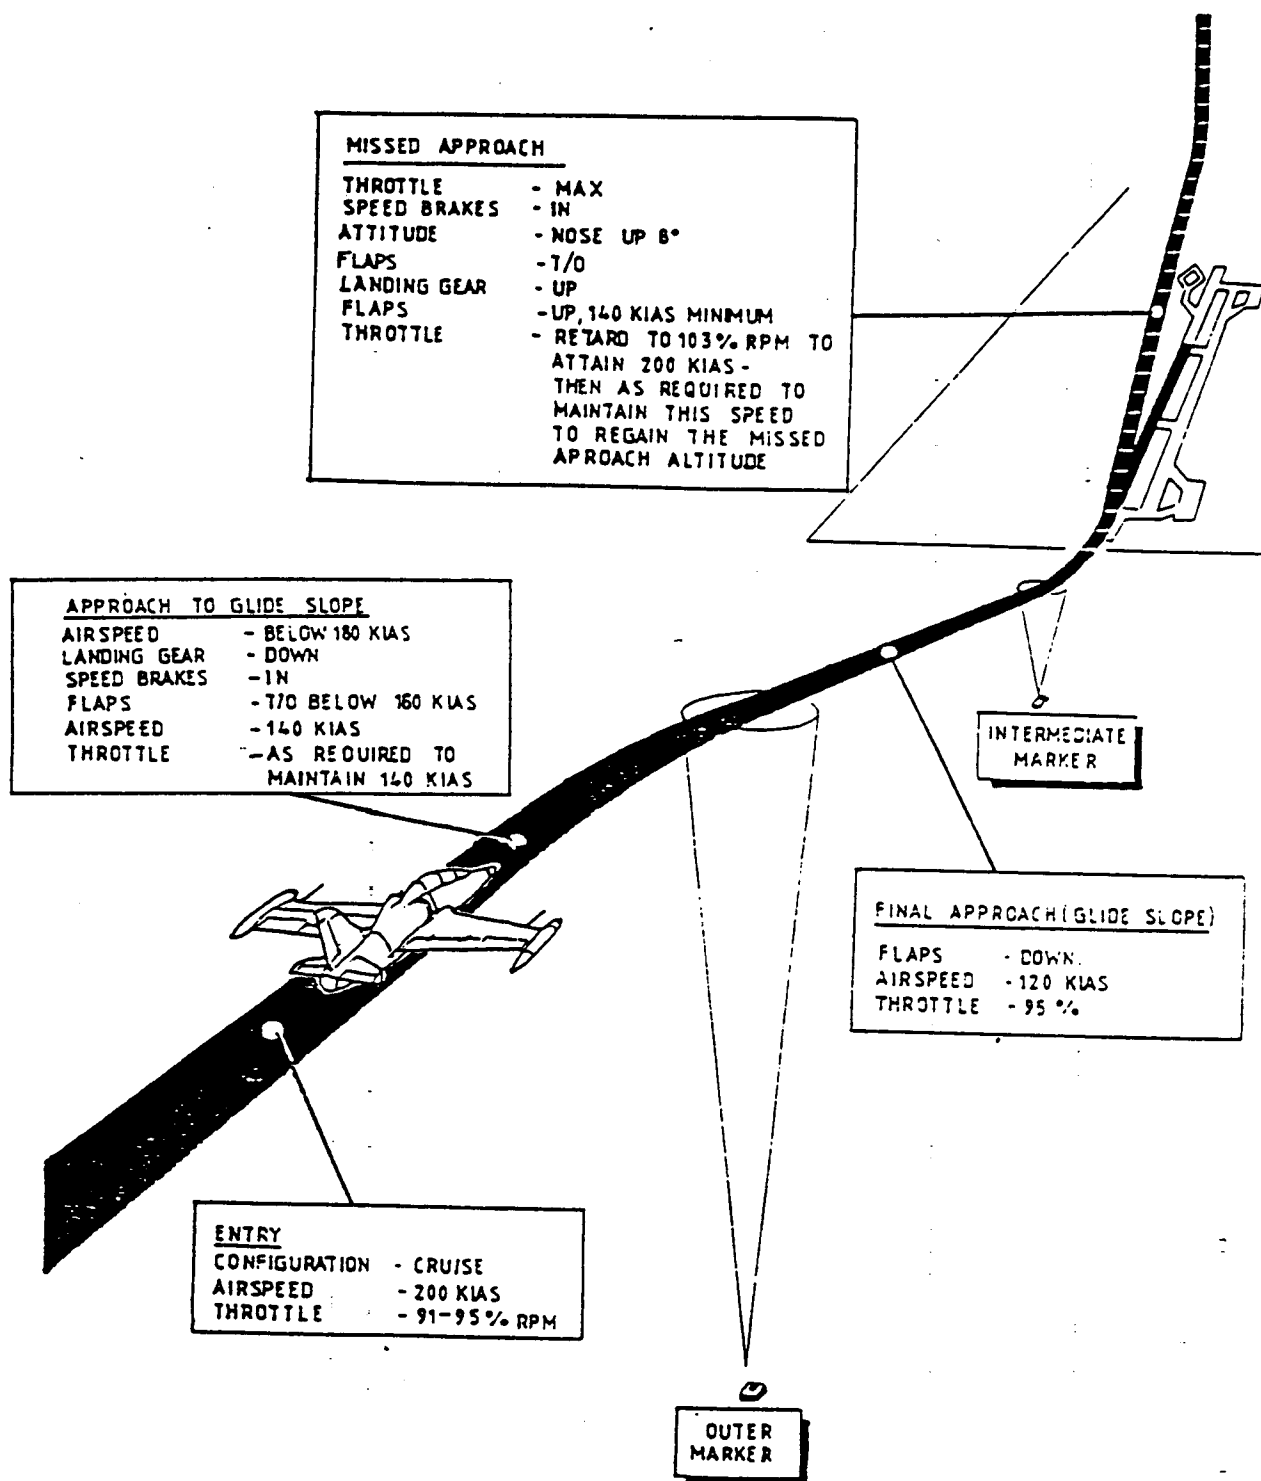 MISSED APPROACH
THROTTLE - MAX
SPEED BRAKES - IN
ATTITUDE - NOSE UP 8°
FLAPS - T/O
LANDING GEAR - UP
FLAPS - UP, 140 KIAS MINIMUM
THROTTLE - RETARD TO 103% RPM TO
ATTAIN 200 KIAS -
THEN AS REQUIRED TO
MAINTAIN THIS SPEED
TO REGAIN THE MISSED
APROACH ALTITUDE
APPROACH TO GLIDE SLOPE
AIRSPEED - BELOW 180 KIAS
LANDING GEAR - DOWN
SPEED BRAKES - IN
FLAPS - T/O BELOW 160 KIAS
AIRSPEED - 140 KIAS
THROTTLE - AS REQUIRED TO
MAINTAIN 140 KIAS
INTERMEDIATE
MARKER
FINAL APPROACH (GLIDE SLOPE)
FLAPS - DOWN.
AIRSPEED - 120 KIAS
THROTTLE - 95 %
ENTRY
CONFIGURATION - CRUISE
AIRSPEED - 200 KIAS
THROTTLE - 91-95% RPM
OUTER
MARKER